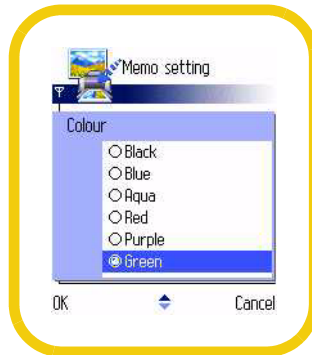 Memo setting
Colour
Black
Blue
Aqua
Red
Purple
Green
OK Cancel